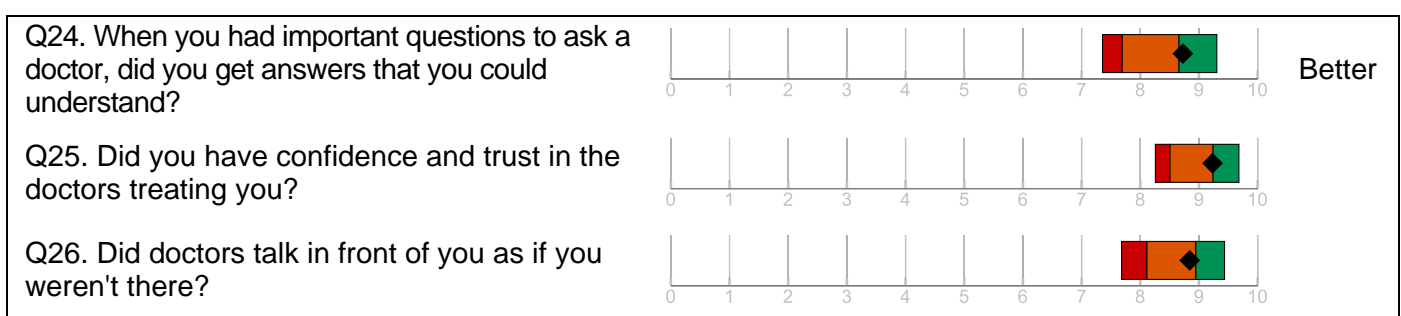 Q24. When you had important questions to ask a
doctor, did you get answers that you could
understand?
0 1 2 3 4 5 6 7 8 9 10
Better
Q25. Did you have confidence and trust in the
doctors treating you?
0 1 2 3 4 5 6 7 8 9 10
Q26. Did doctors talk in front of you as if you
weren't there?
0 1 2 3 4 5 6 7 8 9 10